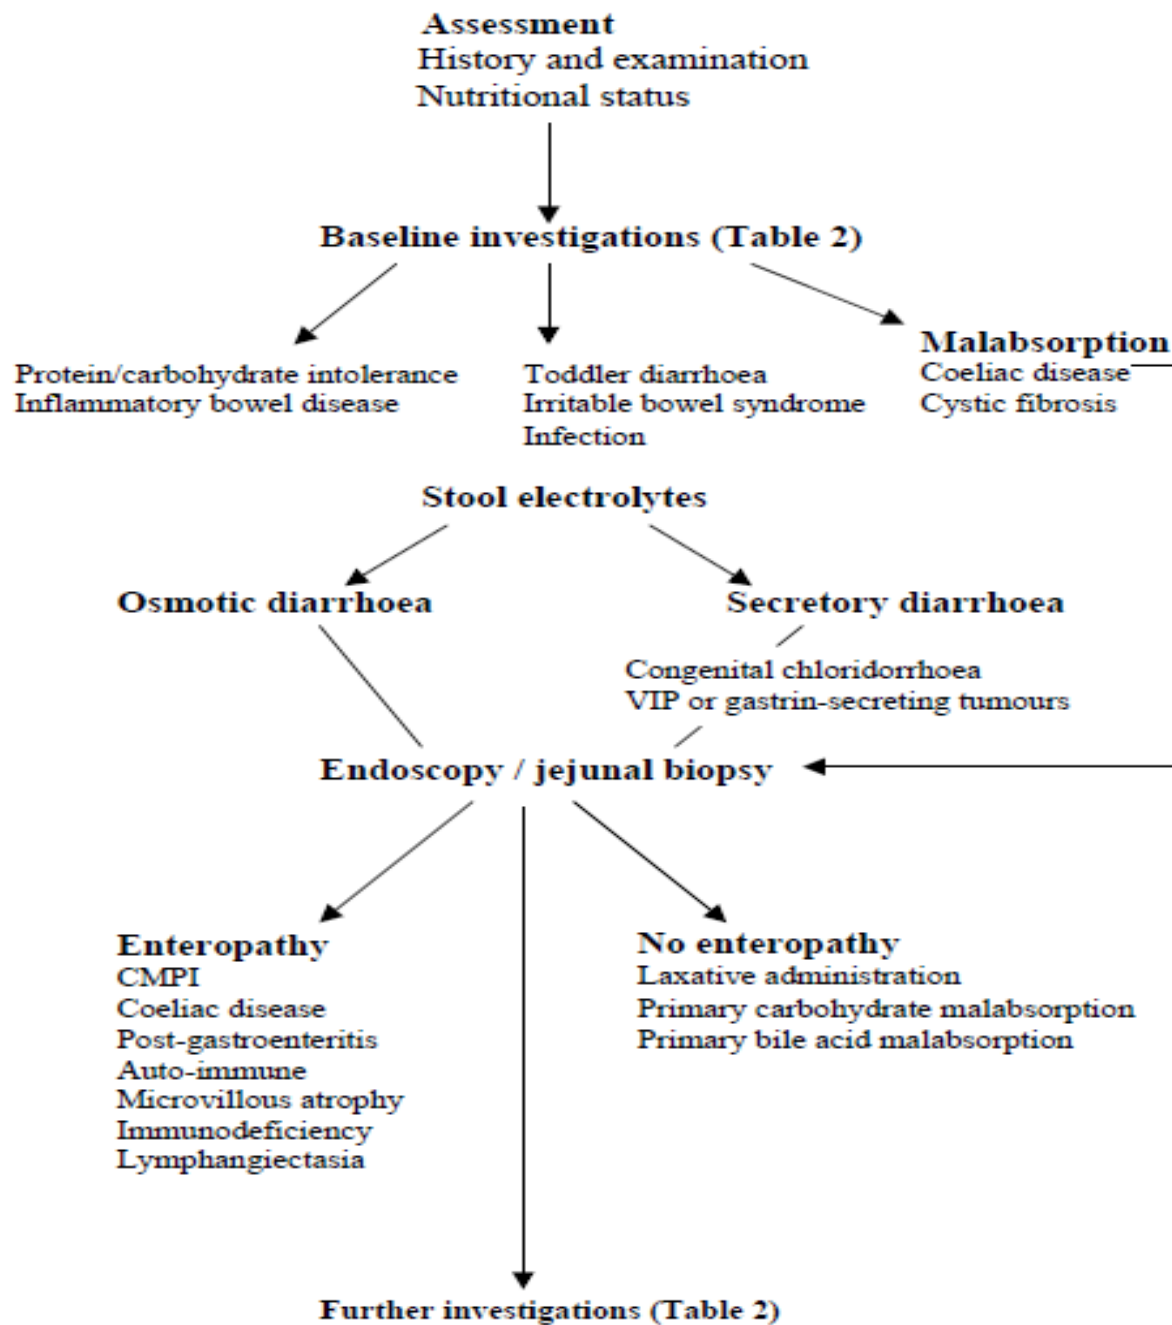 Assessment
History and examination
Nutritional status
Baseline investigations (Table 2)
Protein/carbohydrate intolerance
Inflammatory bowel disease
Toddler diarrhoea
Irritable bowel syndrome
Infection
Malabsorption
Coeliac disease
Cystic fibrosis
Stool electrolytes
Osmotic diarrhoea
Secretory diarrhoea
Congenital chloridorrhoea
VIP or gastrin-secreting tumours
Endoscopy / jejunal biopsy
Enteropathy
CMPI
Coeliac disease
Post-gastroenteritis
Auto-immune
Microvillous atrophy
Immunodeficiency
Lymphangiectasia
No enteropathy
Laxative administration
Primary carbohydrate malabsorption
Primary bile acid malabsorption
Further investigations (Table 2)